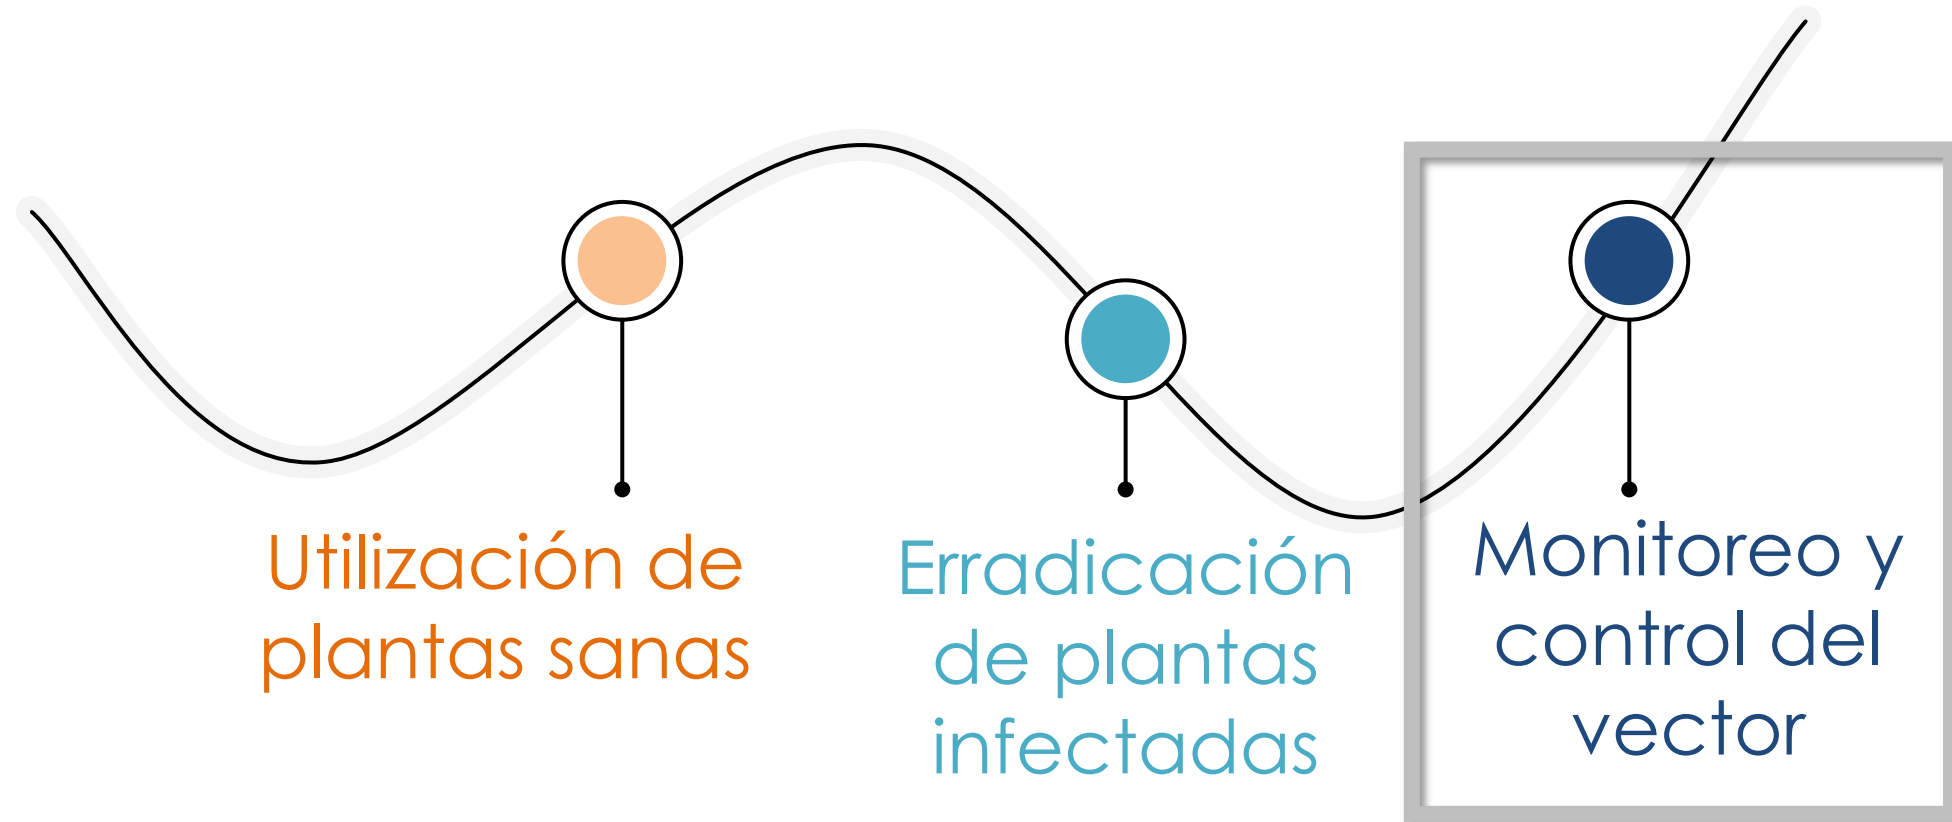 Utilización de
plantas sanas
Erradicación
de plantas
infectadas
Monitoreo y
control del
vector